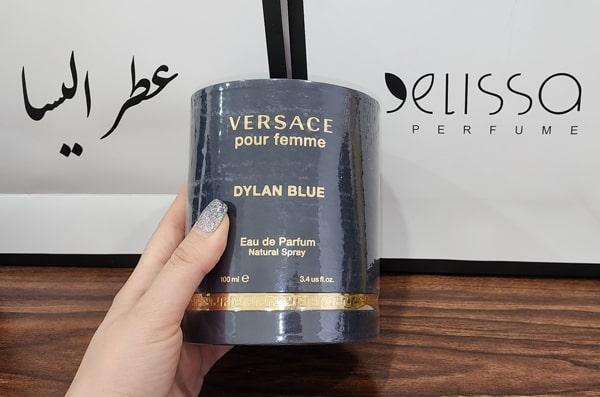 عطر الیسا
elissa
PERFUME
VERSACE
pour femme
DYLAN BLUE
Eau de Parfum
Natural Spray
100 ml ℮ 3.4 us fl.oz.